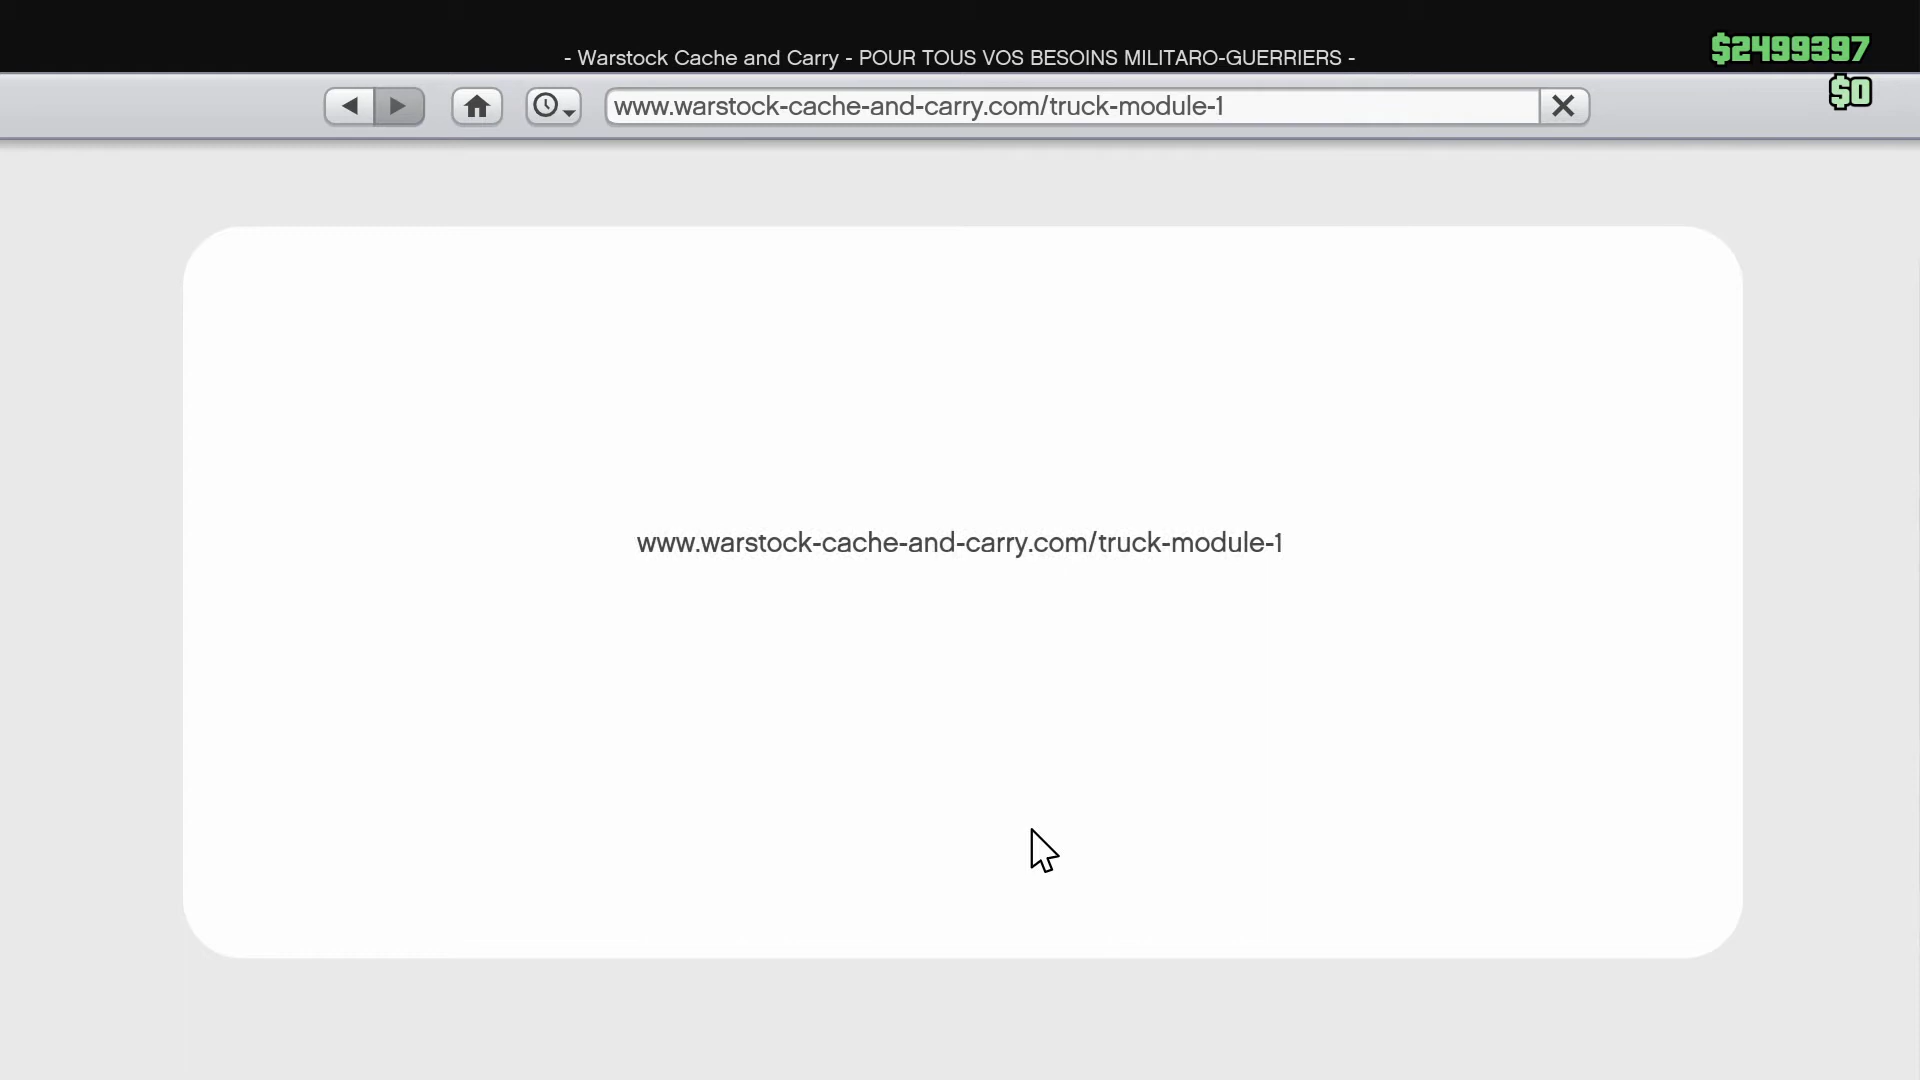 - Warstock Cache and Carry - POUR TOUS VOS BESOINS MILITARO-GUERRIERS -
$2499397
www.warstock-cache-and-carry.com/truck-module-1
$0
www.warstock-cache-and-carry.com/truck-module-1